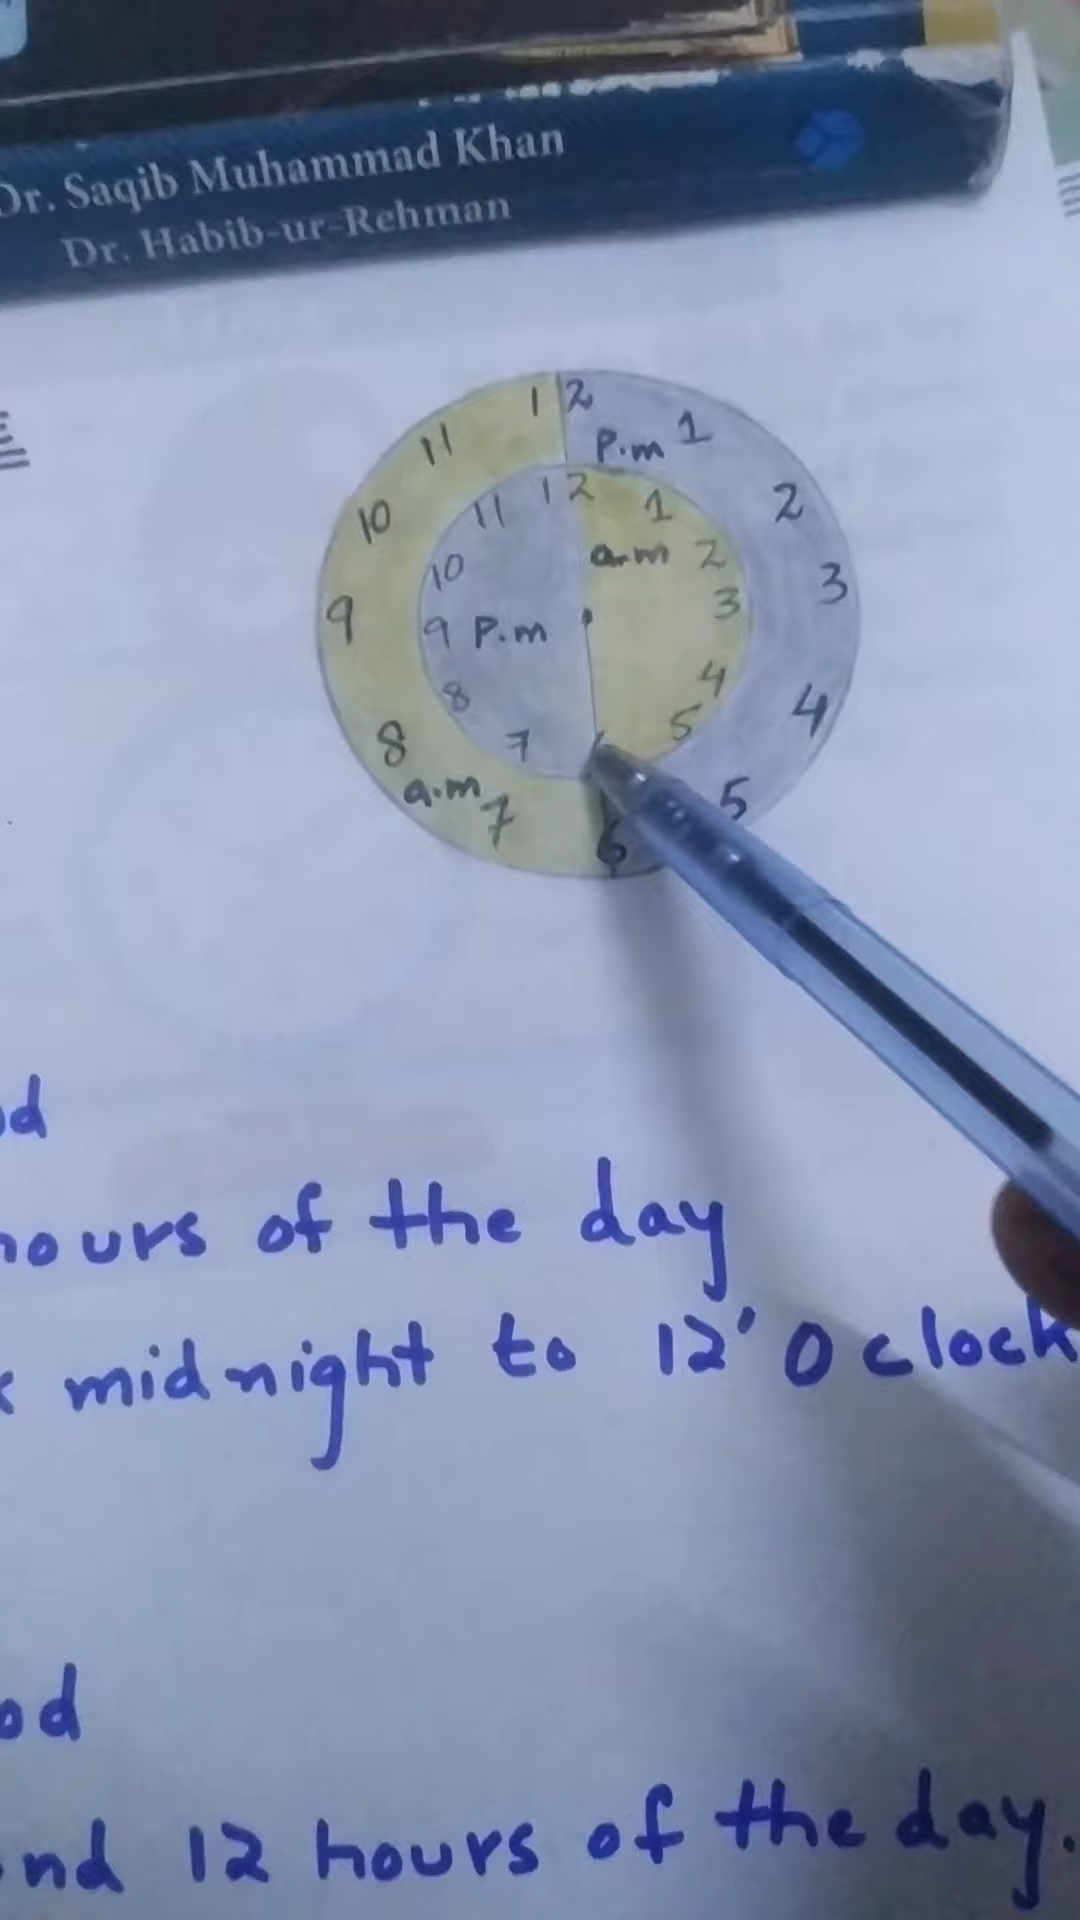 Dr. Saqib Muhammad Khan
Dr. Habib-ur-Rehman
12
11
P.m
1
10
2
12
11
1
a.m
2
10
3
3
9
9
P.m
8
4
4
7
5
8
a.m
7
5
6
od
hours of the day
midnight to 12'O clock
od
nd 12 hours of the day.